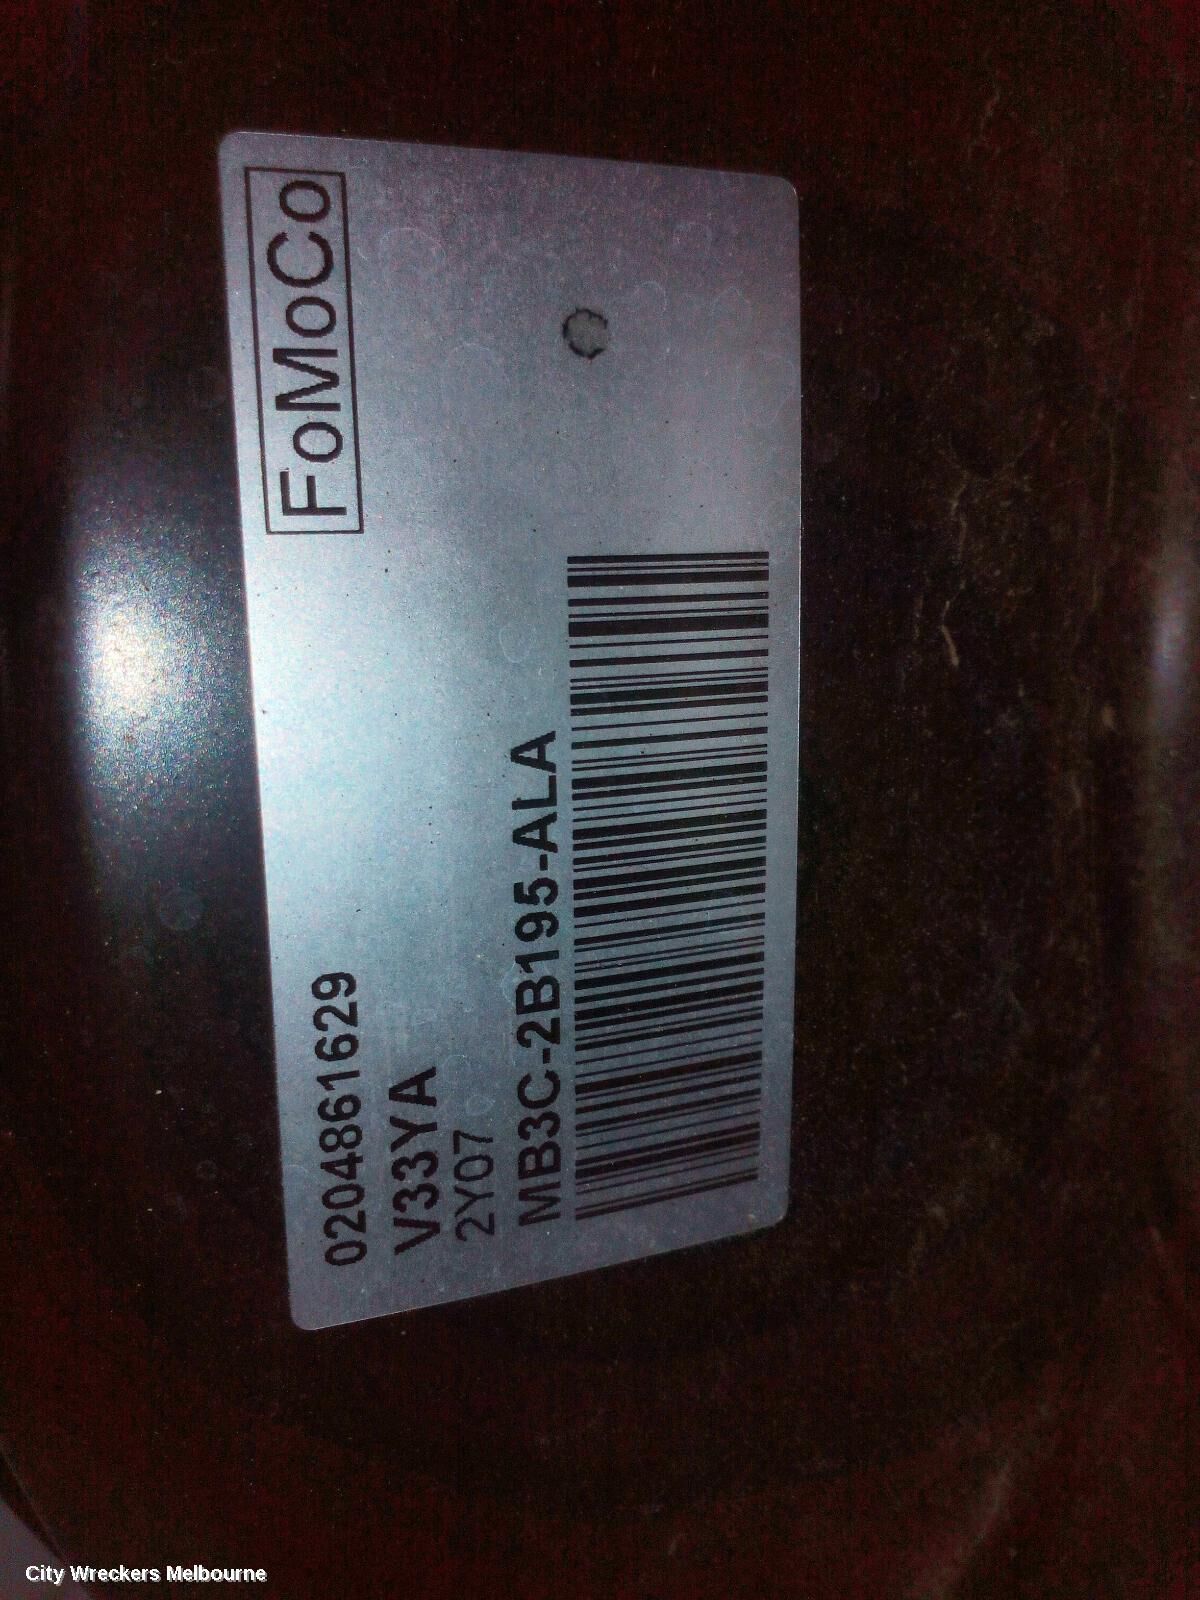 FoMoCo
0204861629
V33YA
2Y07
MB3C-2B195-ALA
City Wreckers Melbourne